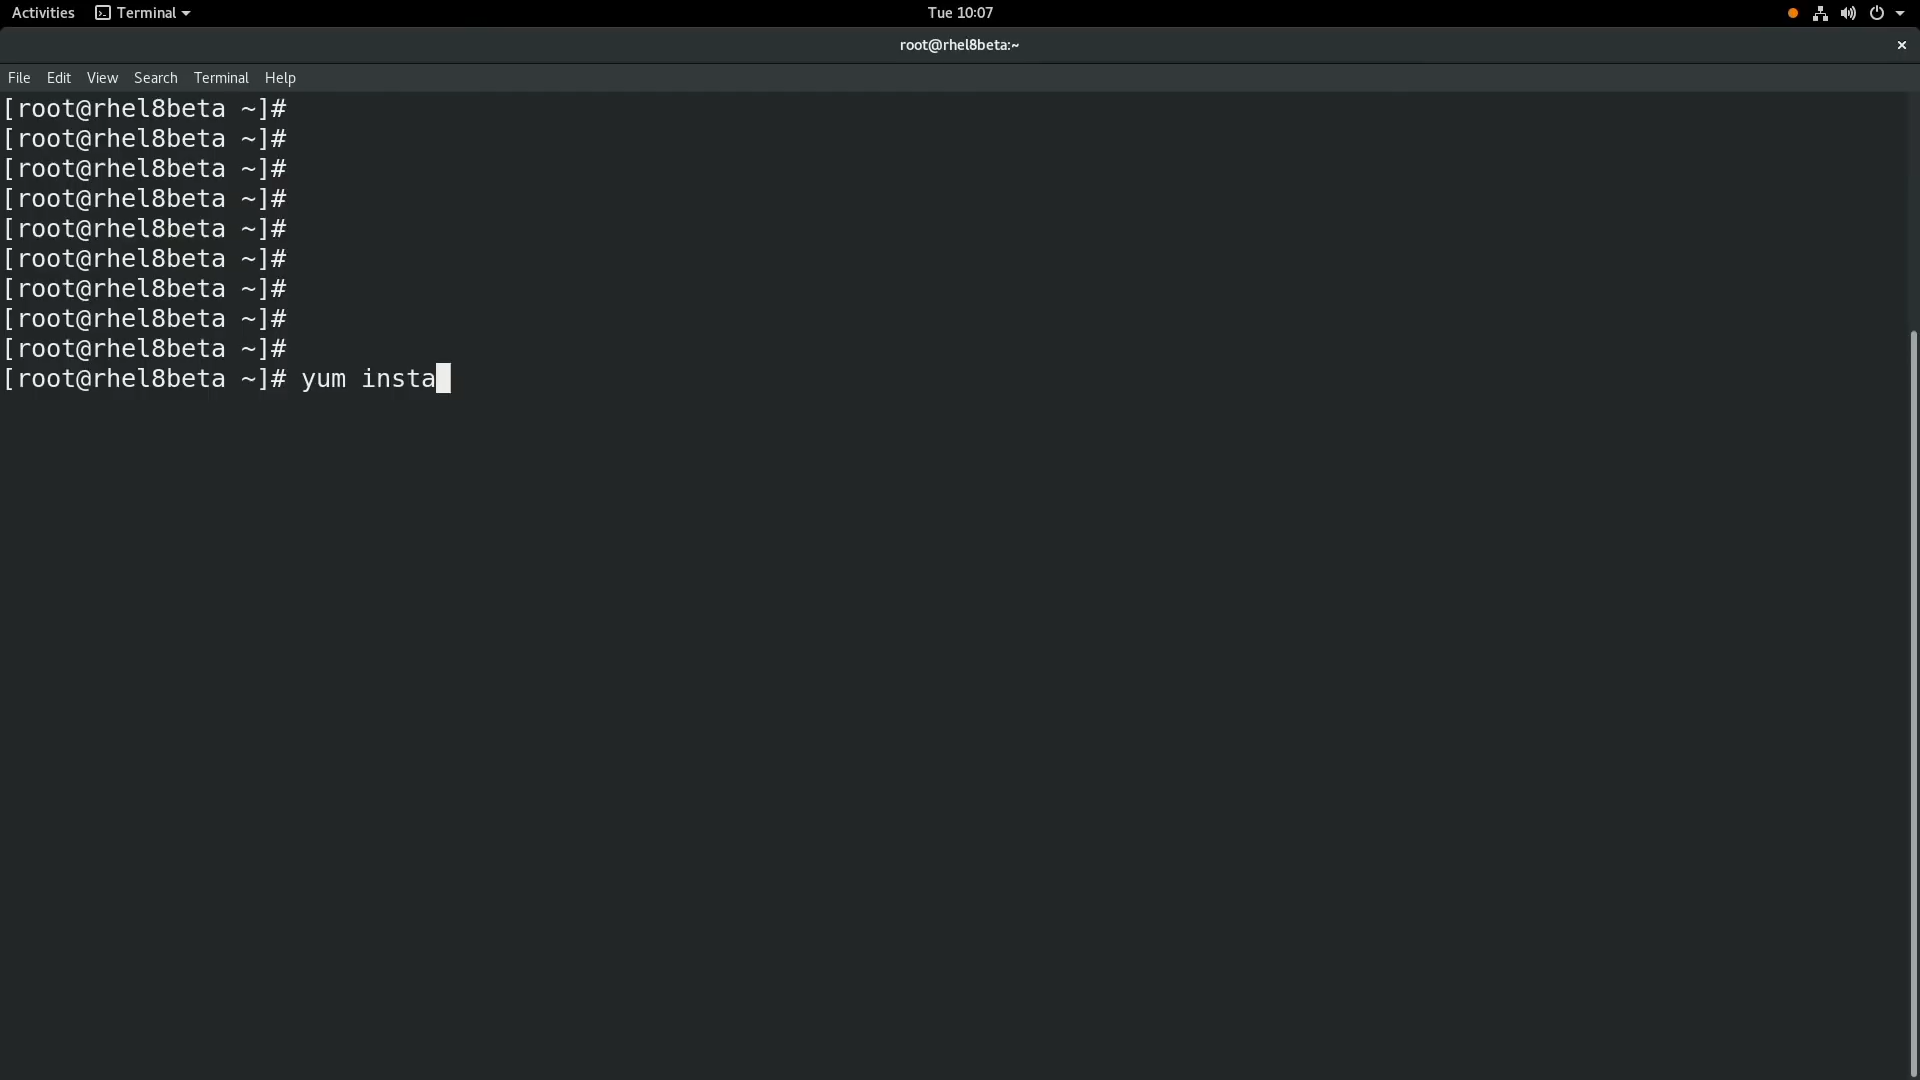 Activities Terminal Tue 10:07
root@rhel8beta:~
File Edit View Search Terminal Help
[root@rhel8beta ~]#
[root@rhel8beta ~]#
[root@rhel8beta ~]#
[root@rhel8beta ~]#
[root@rhel8beta ~]#
[root@rhel8beta ~]#
[root@rhel8beta ~]#
[root@rhel8beta ~]#
[root@rhel8beta ~]#
[root@rhel8beta ~]# yum insta